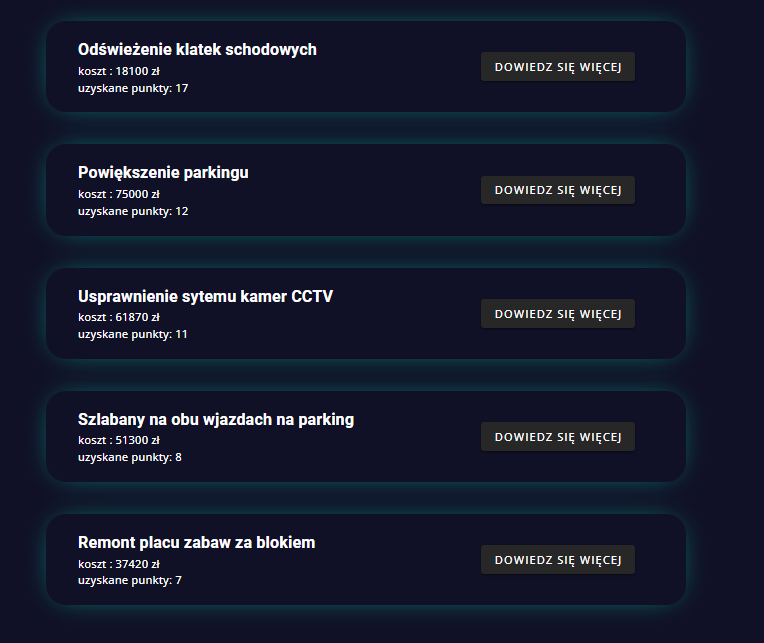 Odświeżenie klatek schodowych
koszt : 18100 zł
uzyskane punkty: 17
DOWIEDZ SIĘ WIĘCEJ
Powiększenie parkingu
koszt : 75000 zł
uzyskane punkty: 12
DOWIEDZ SIĘ WIĘCEJ
Usprawnienie sytemu kamer CCTV
koszt : 61870 zł
uzyskane punkty: 11
DOWIEDZ SIĘ WIĘCEJ
Szlabany na obu wjazdach na parking
koszt : 51300 zł
uzyskane punkty: 8
DOWIEDZ SIĘ WIĘCEJ
Remont placu zabaw za blokiem
koszt : 37420 zł
uzyskane punkty: 7
DOWIEDZ SIĘ WIĘCEJ